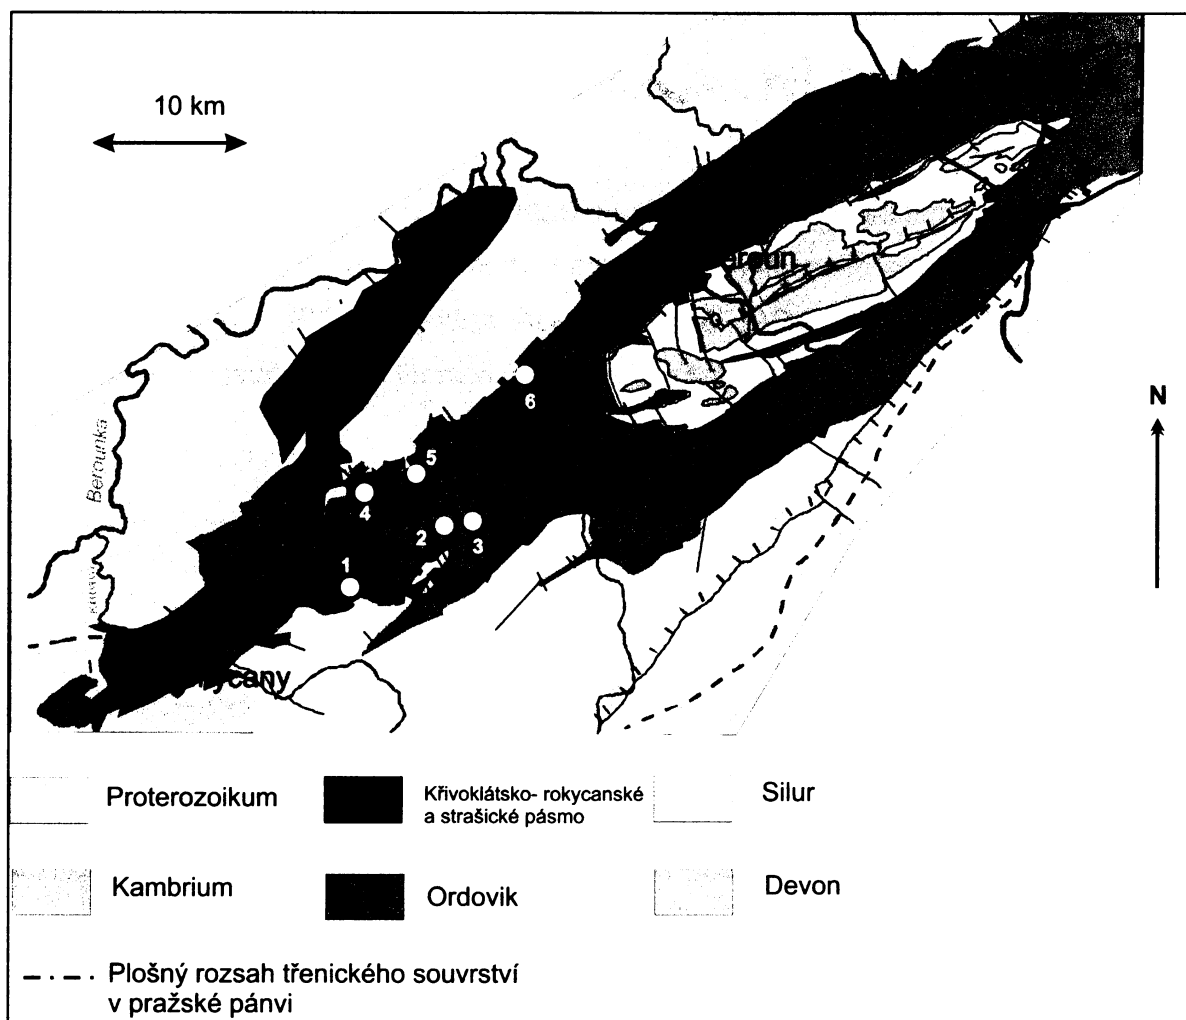 10 km
N
Berounka
6
5
4
2
3
1
Proterozoikum
Křivoklátsko- rokycanské
a strašické pásmo
Silur
Kambrium
Ordovik
Devon
Plošný rozsah třenického souvrství
v pražské pánvi